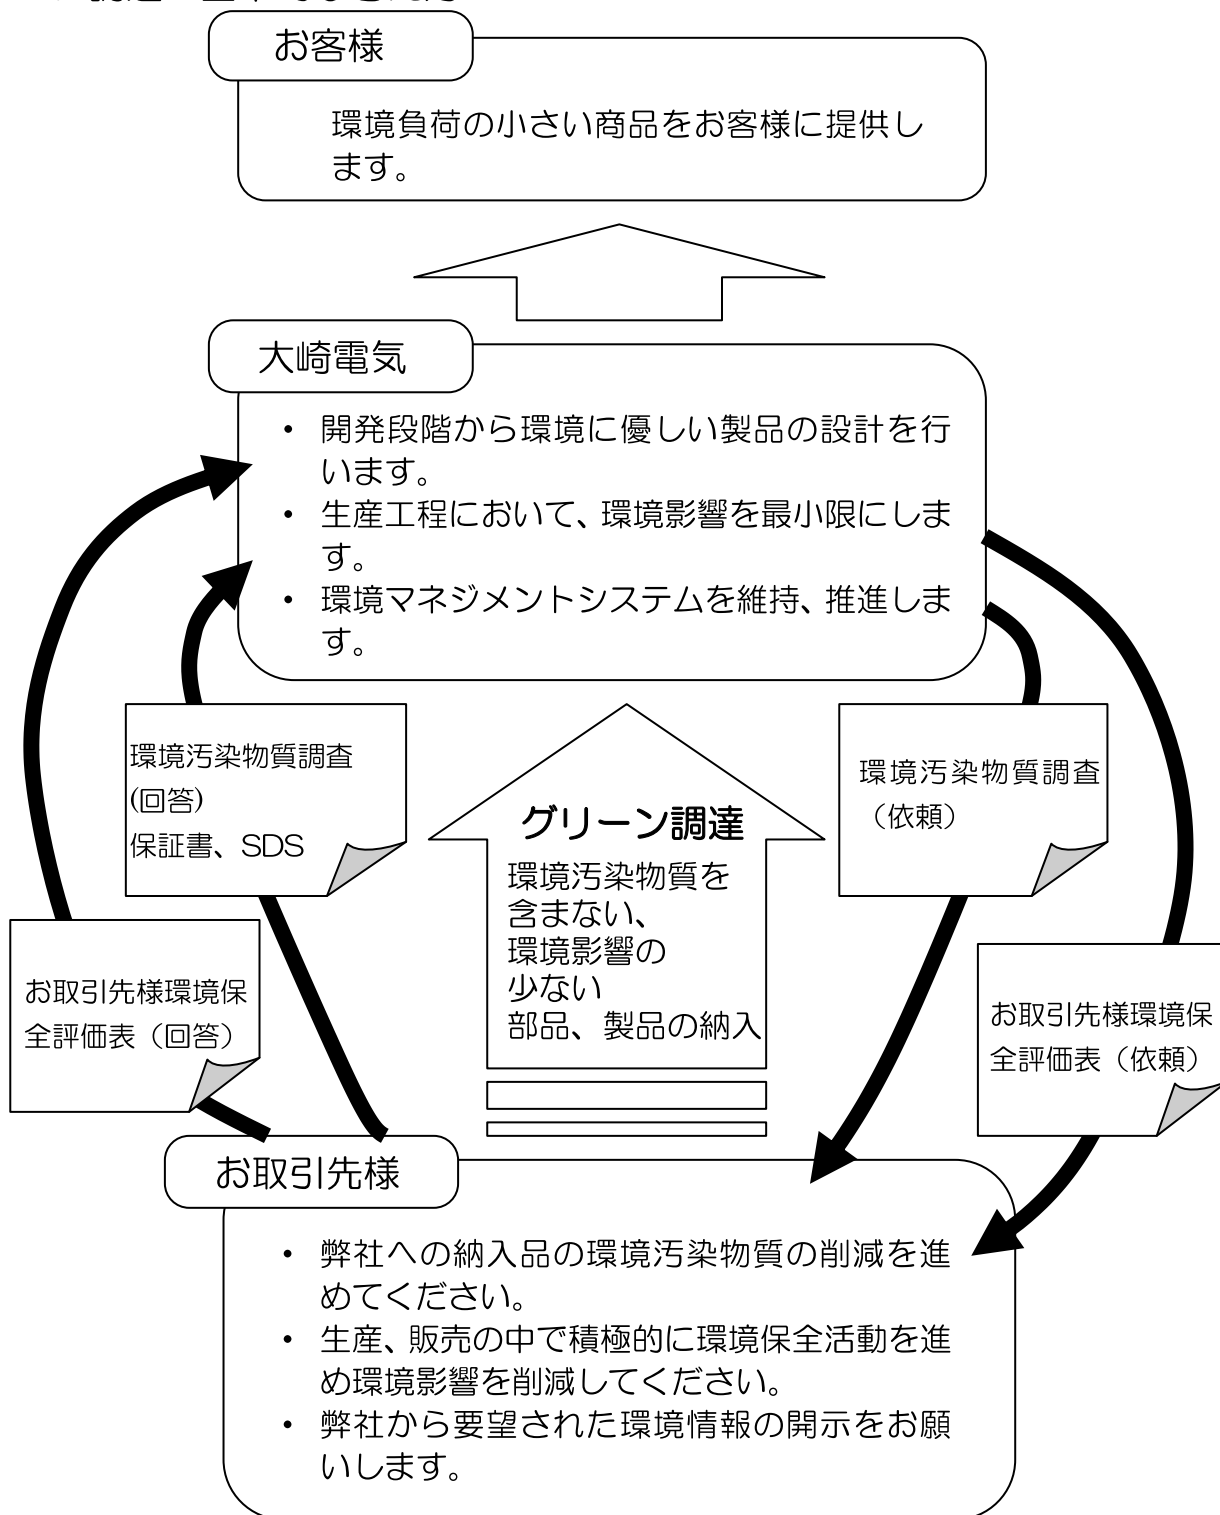 お客様
環境負荷の小さい商品をお客様に提供し
ます。
大崎電気
・ 開発段階から環境に優しい製品の設計を行
います。
・ 生産工程において、環境影響を最小限にしま
す。
・ 環境マネジメントシステムを維持、推進しま
す。
環境汚染物質調査
(回答)
保証書、SDS
グリーン調達
環境汚染物質を
含まない、
環境影響の
少ない
部品、製品の納入
環境汚染物質調査
（依頼）
お取引先様環境保
全評価表（回答）
お取引先様環境保
全評価表（依頼）
お取引先様
・ 弊社への納入品の環境汚染物質の削減を進
めてください。
・ 生産、販売の中で積極的に環境保全活動を進
め環境影響を削減してください。
・ 弊社から要望された環境情報の開示をお願
いします。